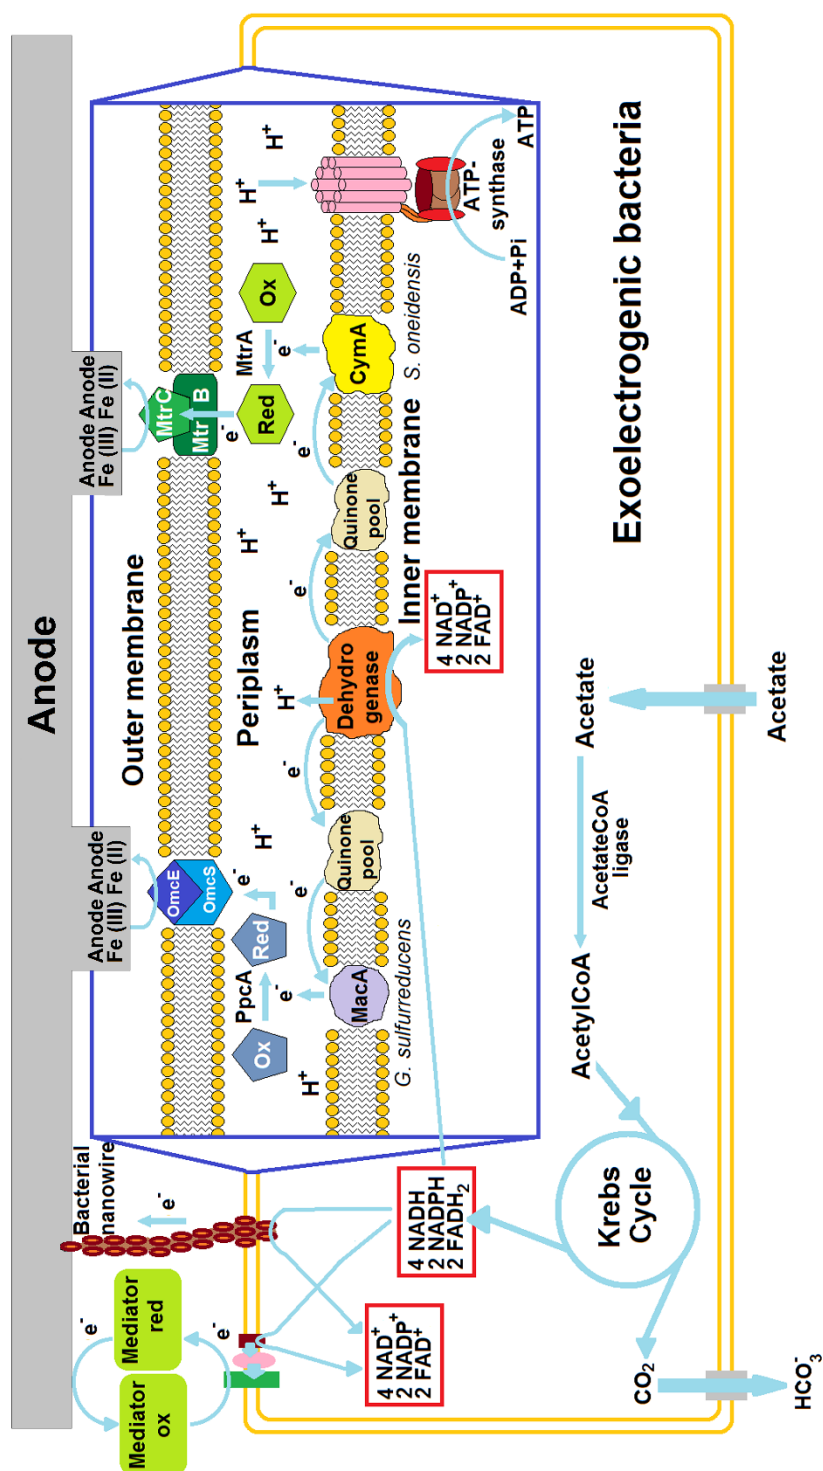 Anode
Mediator
ox
Mediator
red
e-
e-
Bacterial
nanowire
e-
Anode Anode
Fe (III) Fe (II)
Anode Anode
Fe (III) Fe (II)
Outer membrane
OmcE
OmcS
MtrC
Mtr B
e-
e-
Periplasm
Ox
PpcA
Red
Red
MtrA
Ox
e-
e-
H+
H+
H+
H+
H+
H+
H+
H+
e-
e-
e-
e-
MacA
Quinone
pool
Dehydro
genase
Quinone
pool
CymA
G. sulfurreducens
Inner membrane
S. oneidensis
ATP-
synthase
ADP+Pi
ATP
4 NAD+
2 NADP+
2 FAD+
4 NAD+
2 NADP+
2 FAD+
4 NADH
2 NADPH
2 FADH2
Krebs
Cycle
CO2
HCO3-
AcetylCoA
AcetateCoA
ligase
Acetate
Acetate
Exoelectrogenic bacteria